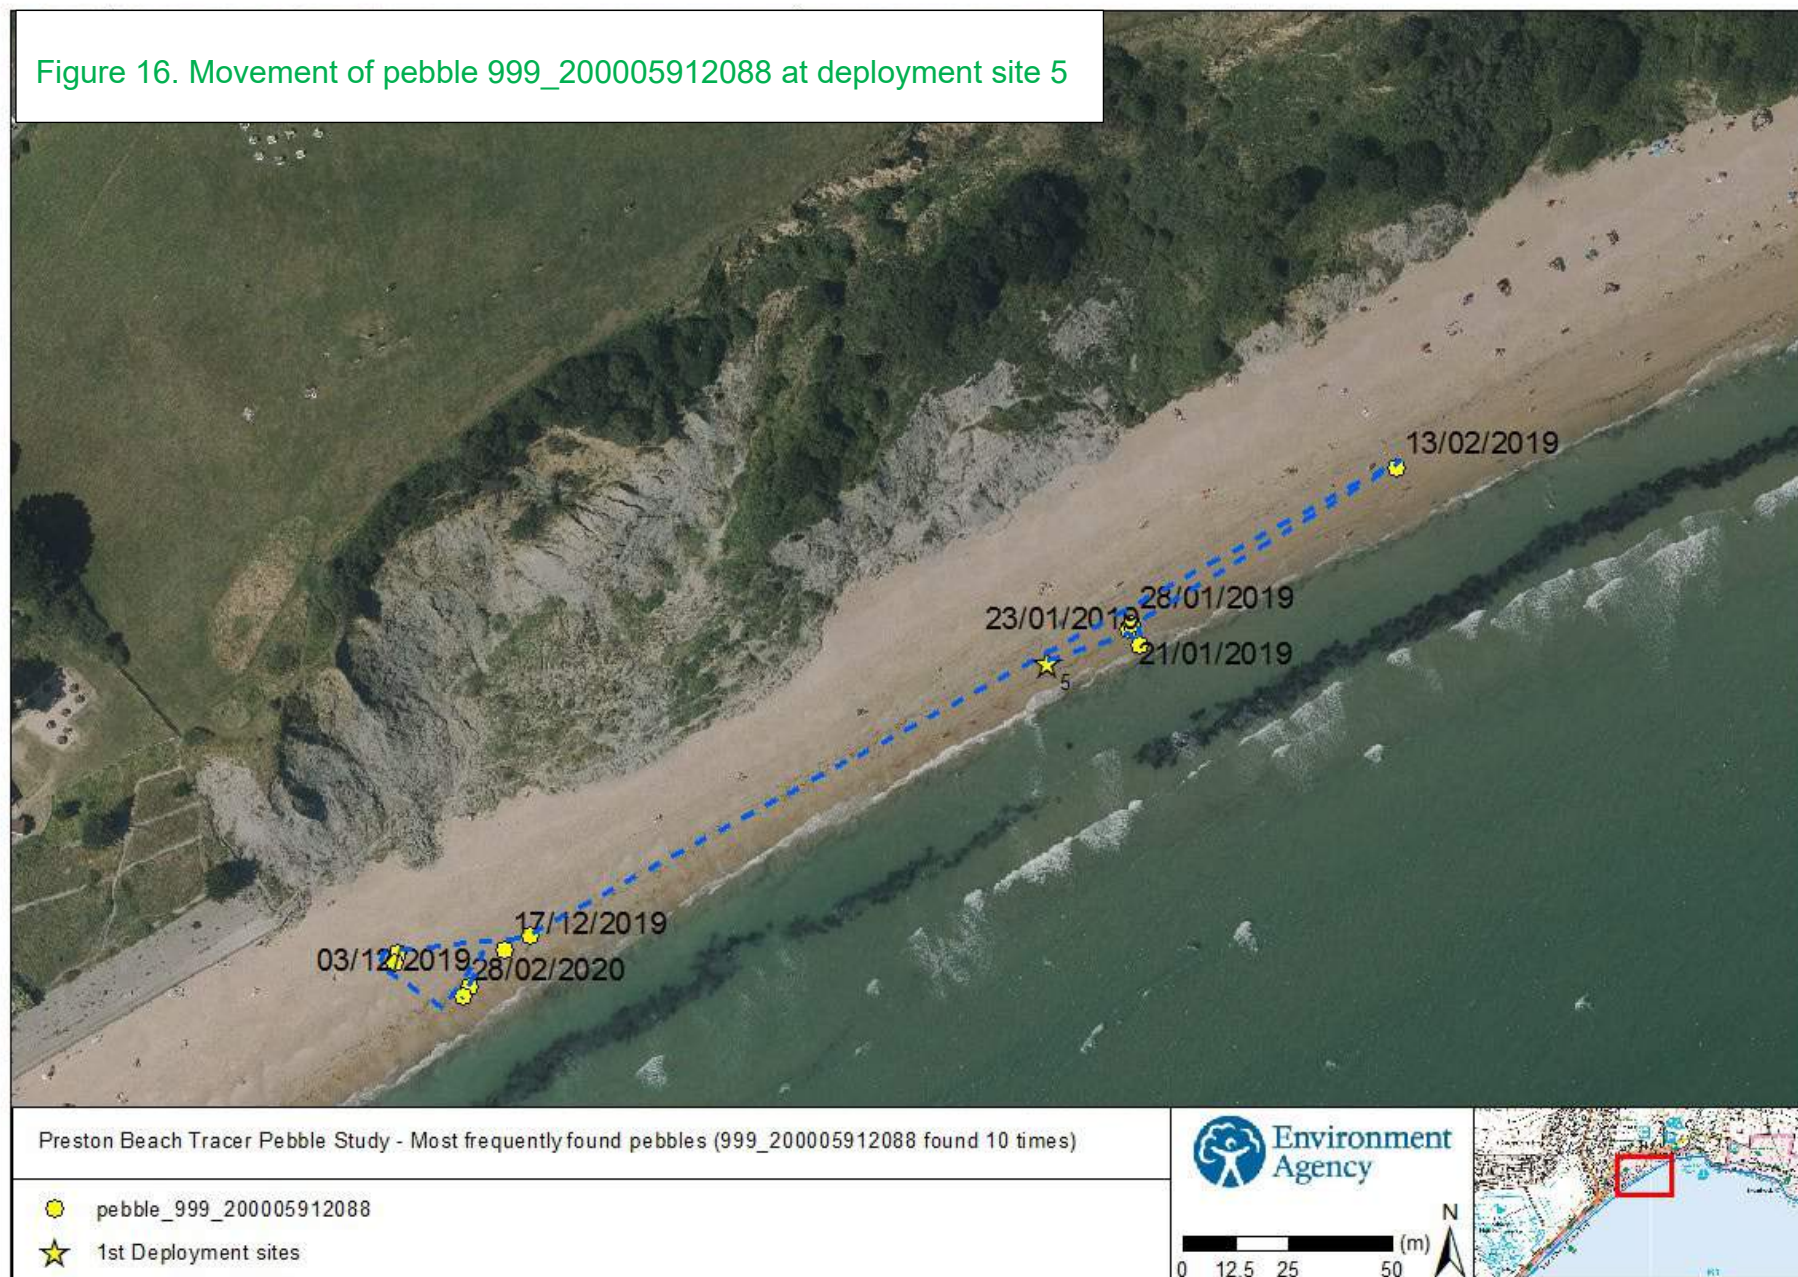 Figure 16. Movement of pebble 999_200005912088 at deployment site 5
13/02/2019
28/01/2019
23/01/2019
21/01/2019
5
17/12/2019
03/12/2019
28/02/2020
Preston Beach Tracer Pebble Study - Most frequently found pebbles (999_200005912088 found 10 times)
pebble_999_200005912088
1st Deployment sites
Environment
Agency
N
(m)
0 12.5 25 50